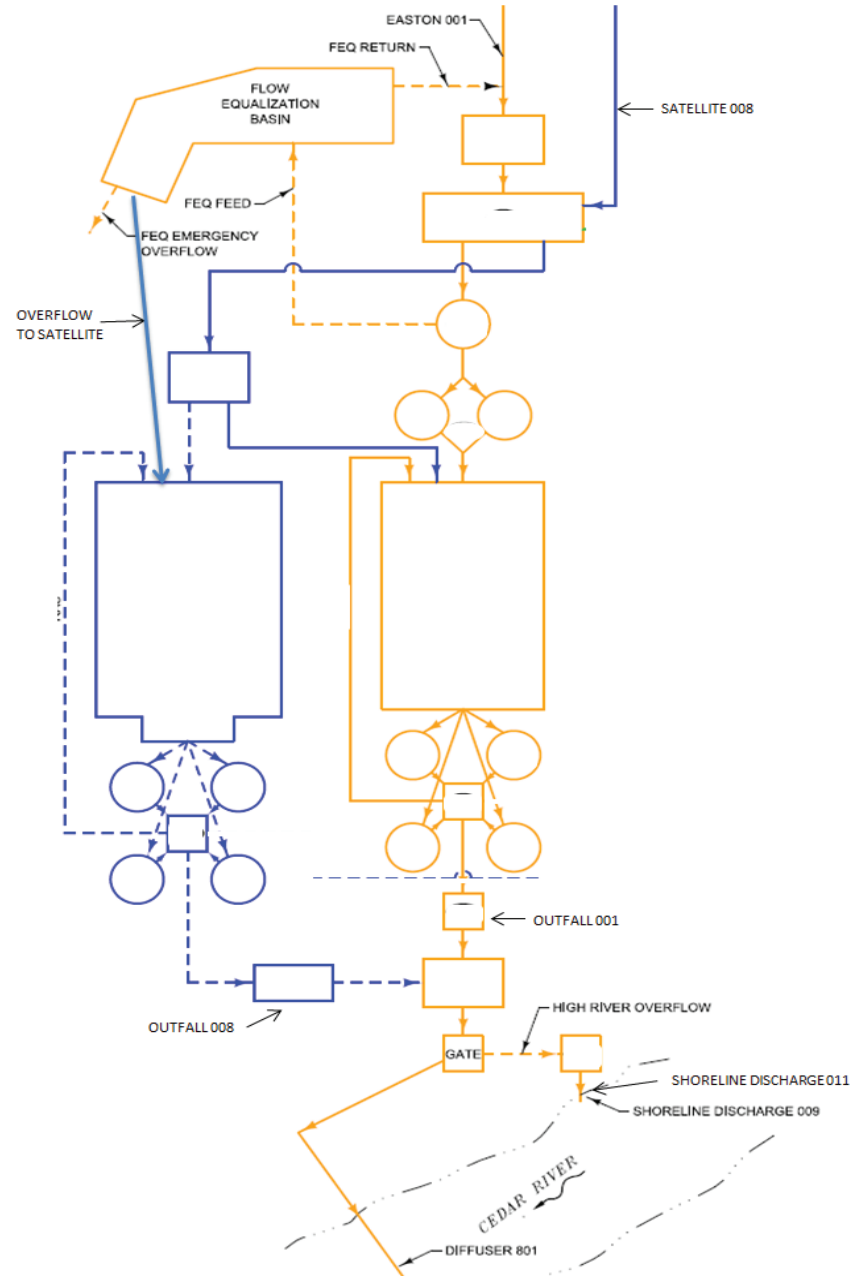 EASTON 001
FEQ RETURN
FLOW
EQUALIZATION
BASIN
SATELLITE 008
FEQ FEED
FEQ EMERGENCY
OVERFLOW
OVERFLOW
TO SATELLITE
OUTFALL 001
OUTFALL 008
HIGH RIVER OVERFLOW
GATE
SHORELINE DISCHARGE 011
SHORELINE DISCHARGE 009
CEDAR RIVER
DIFFUSER 801